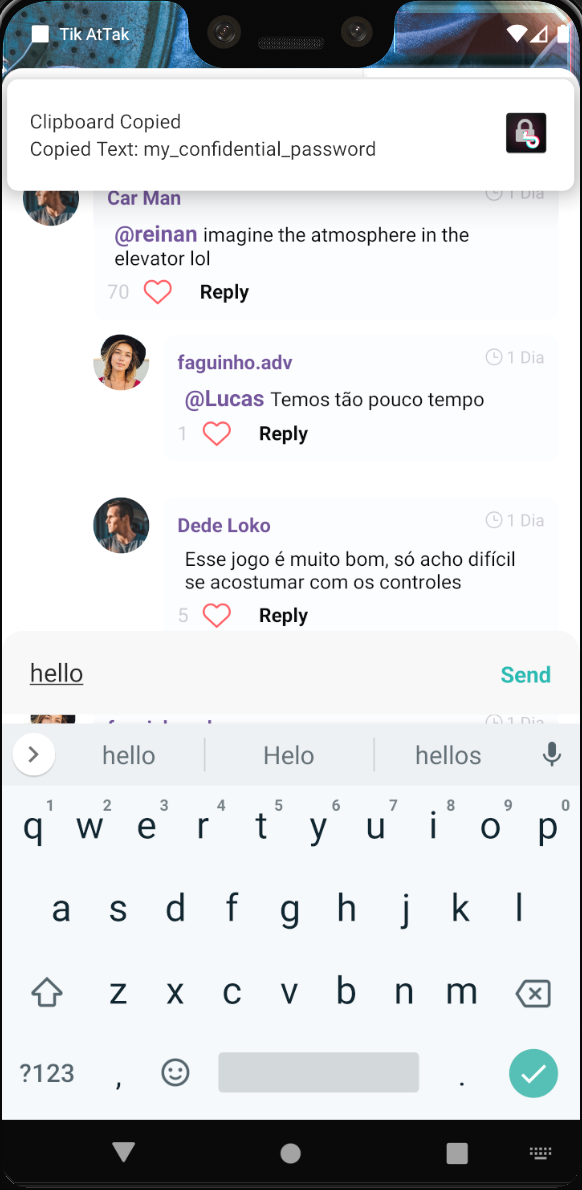 Tik AtTak
Clipboard Copied
Copied Text: my_confidential_password
Car Man
1 Dia
@reinan imagine the atmosphere in the
elevator lol
70 Reply
faguinho.adv
1 Dia
@Lucas Temos tão pouco tempo
1 Reply
Dede Loko
1 Dia
Esse jogo é muito bom, só acho difícil
se acostumar com os controles
5 Reply
hello
Send
1 Dia
hello Helo hellos
1 2 3 4 5 6 7 8 9 0
q w e r t y u i o p
a s d f g h j k l
z x c v b n m
?123 , .